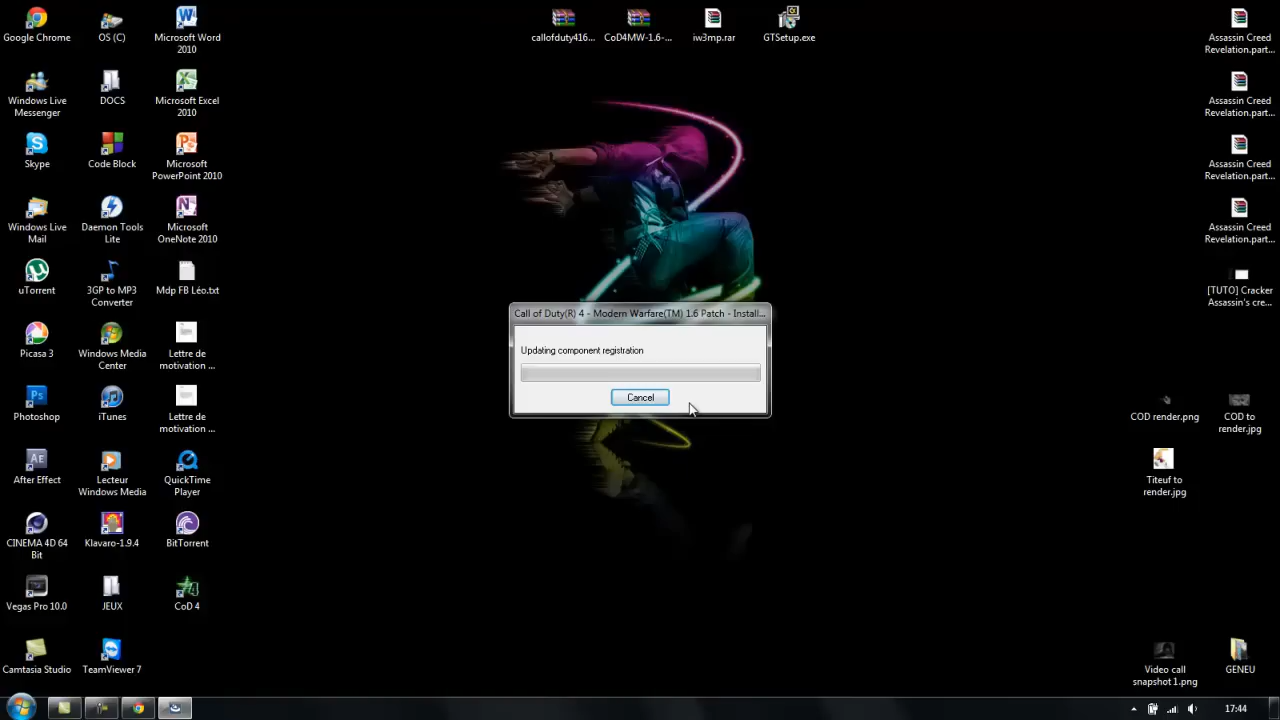 Google Chrome
OS (C)
Microsoft Word
2010
callofduty416...
CoD4MW-1.6-...
iw3mp.rar
GTSetup.exe
Assassin Creed
Revelation.part...
Windows Live
Messenger
DOCS
Microsoft Excel
2010
Assassin Creed
Revelation.part...
Skype
Code Block
Microsoft
PowerPoint 2010
Assassin Creed
Revelation.part...
Windows Live
Mail
Daemon Tools
Lite
Microsoft
OneNote 2010
Assassin Creed
Revelation.part...
uTorrent
3GP to MP3
Converter
Mdp FB Léo.txt
[TUTO] Cracker
Assassin's cre...
Call of Duty(R) 4 - Modern Warfare(TM) 1.6 Patch - Install...
Updating component registration
Cancel
Picasa 3
Windows Media
Center
Lettre de
motivation ...
Photoshop
iTunes
Lettre de
motivation ...
COD render.png
COD to
render.jpg
After Effect
Lecteur
Windows Media
QuickTime
Player
Titeuf to
render.jpg
CINEMA 4D 64
Bit
Klavaro-1.9.4
BitTorrent
Vegas Pro 10.0
JEUX
CoD 4
Camtasia Studio
TeamViewer 7
Video call
snapshot 1.png
GENEU
17:44